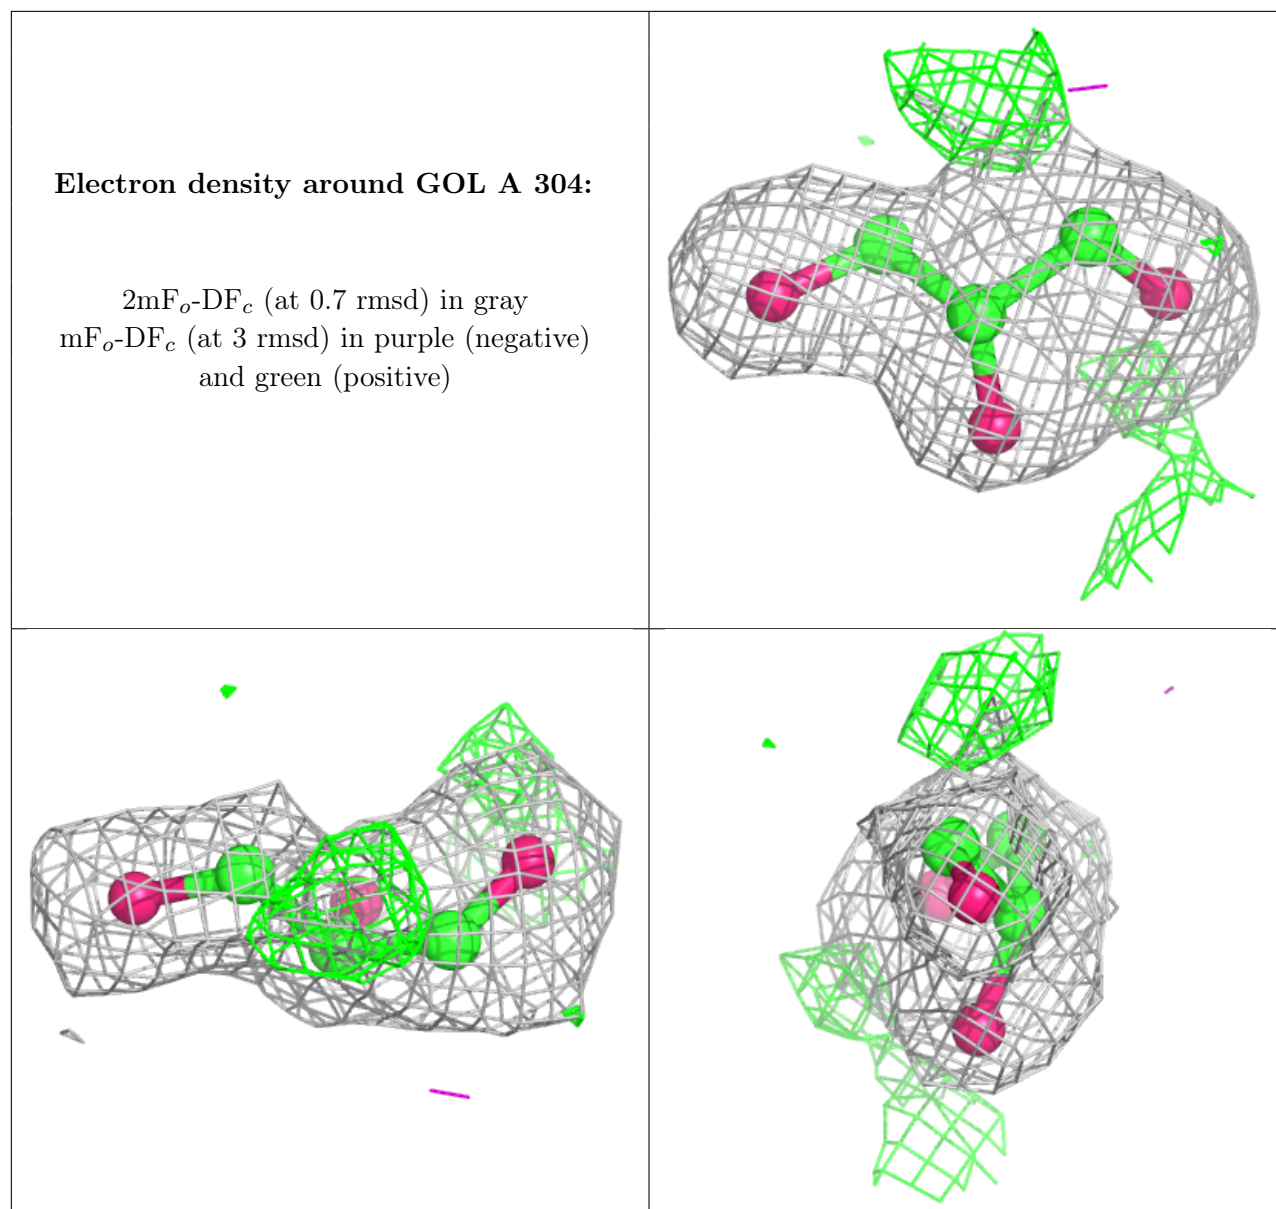 Electron density around GOL A 304:
2mFₒ-DF𝒸 (at 0.7 rmsd) in gray
mFₒ-DF𝒸 (at 3 rmsd) in purple (negative)
and green (positive)